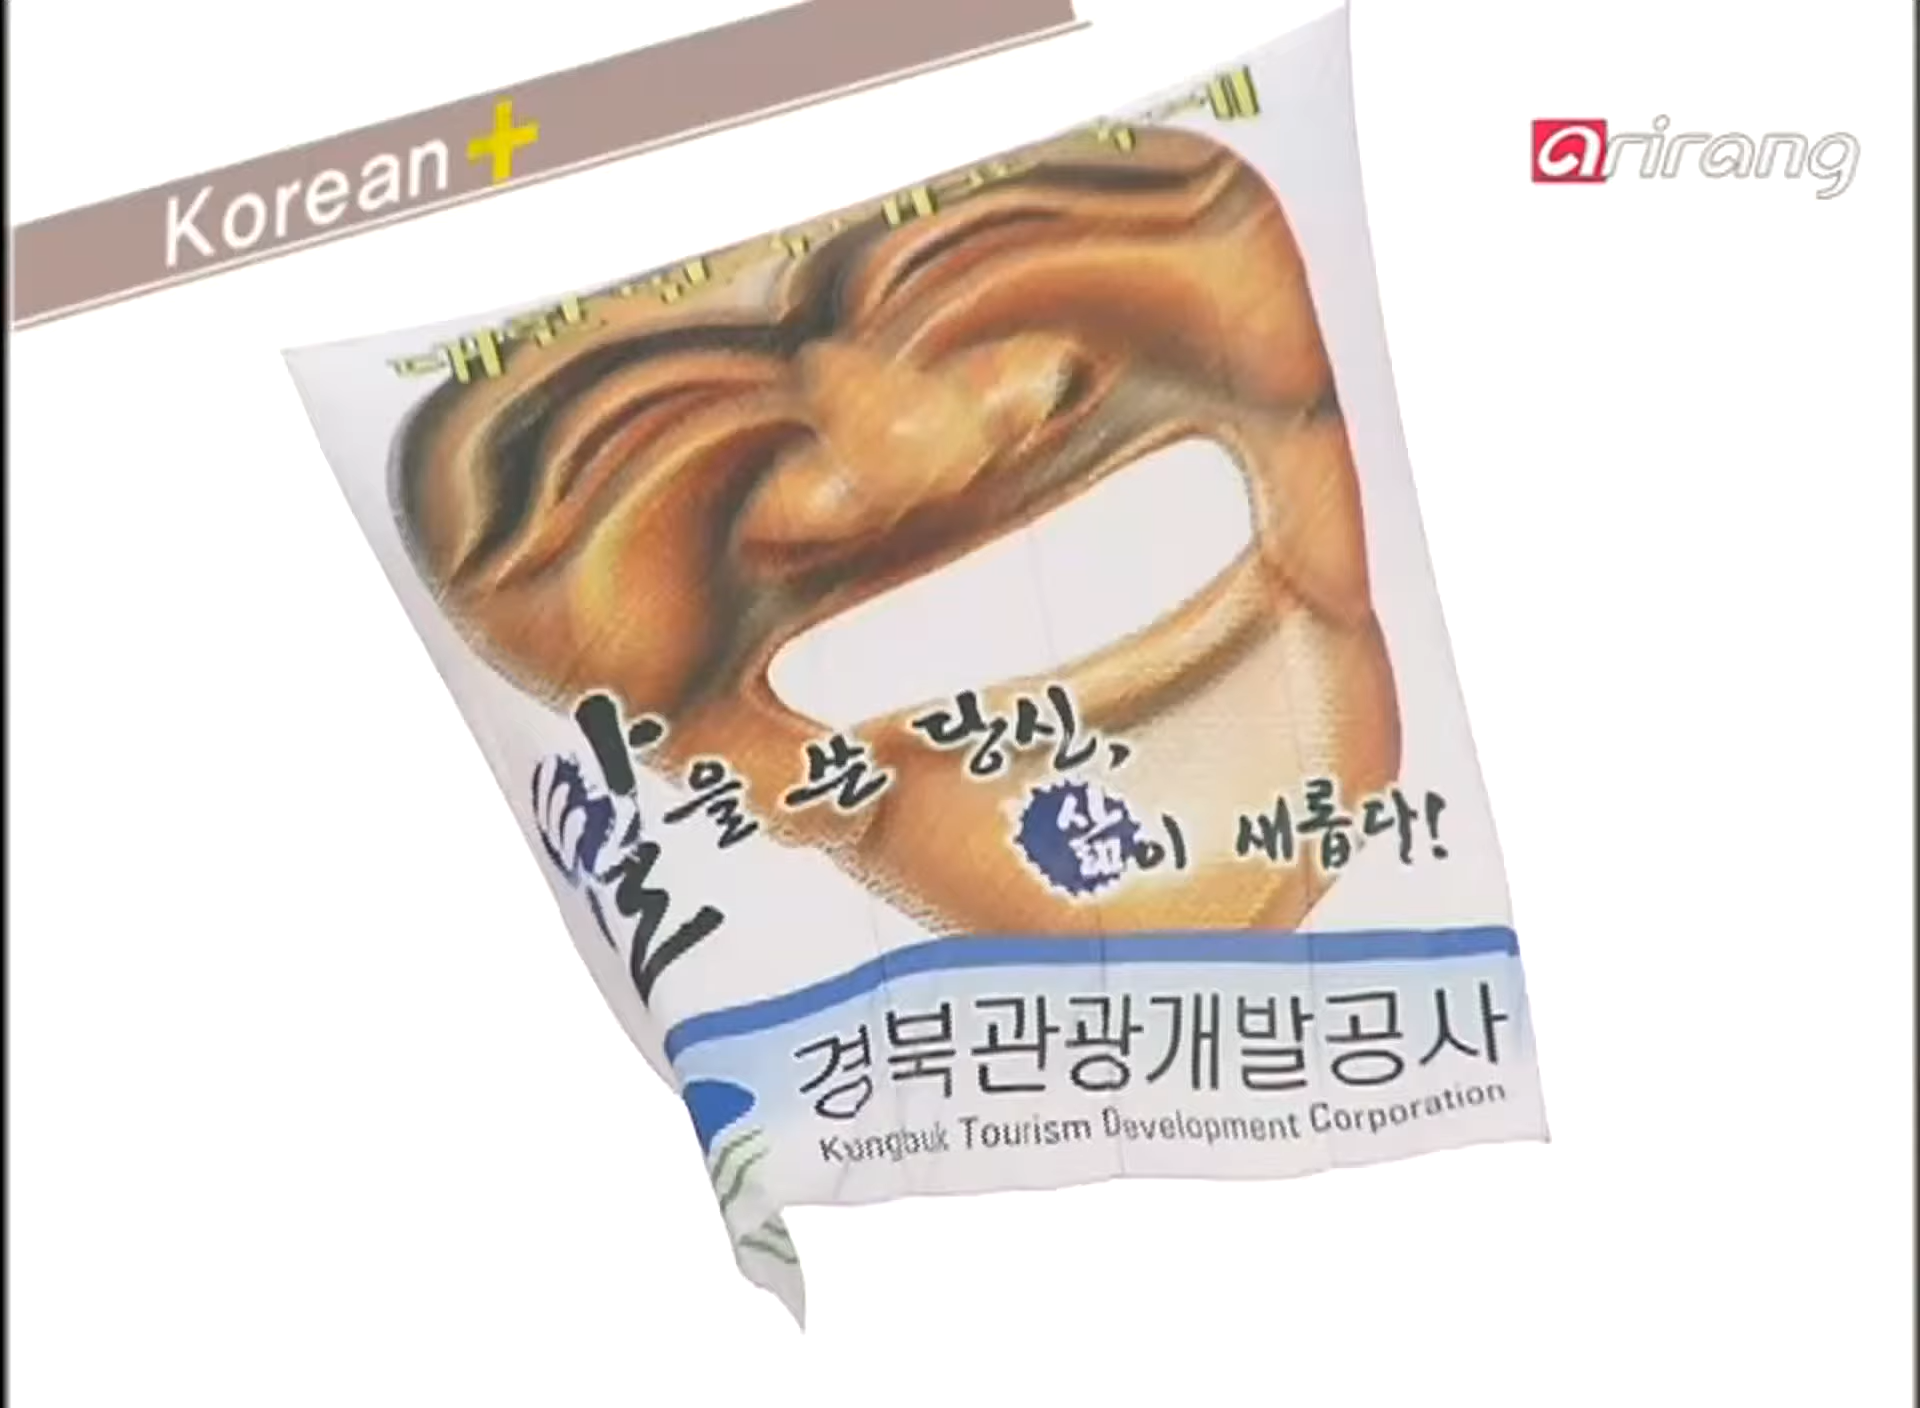 Korean+
arirang
탈을 쓴 당신,
삶이 새롭다!
경북관광개발공사
Kungbuk Tourism Development Corporation